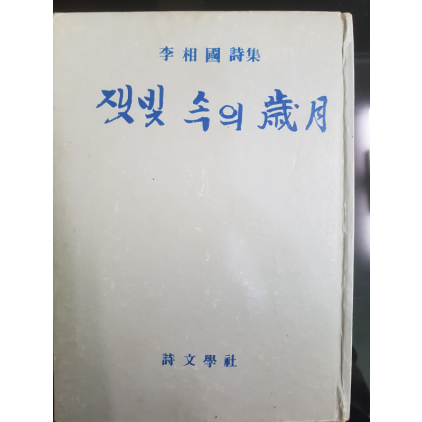 李相國詩集
잿빛 속의 歲月
詩文學社